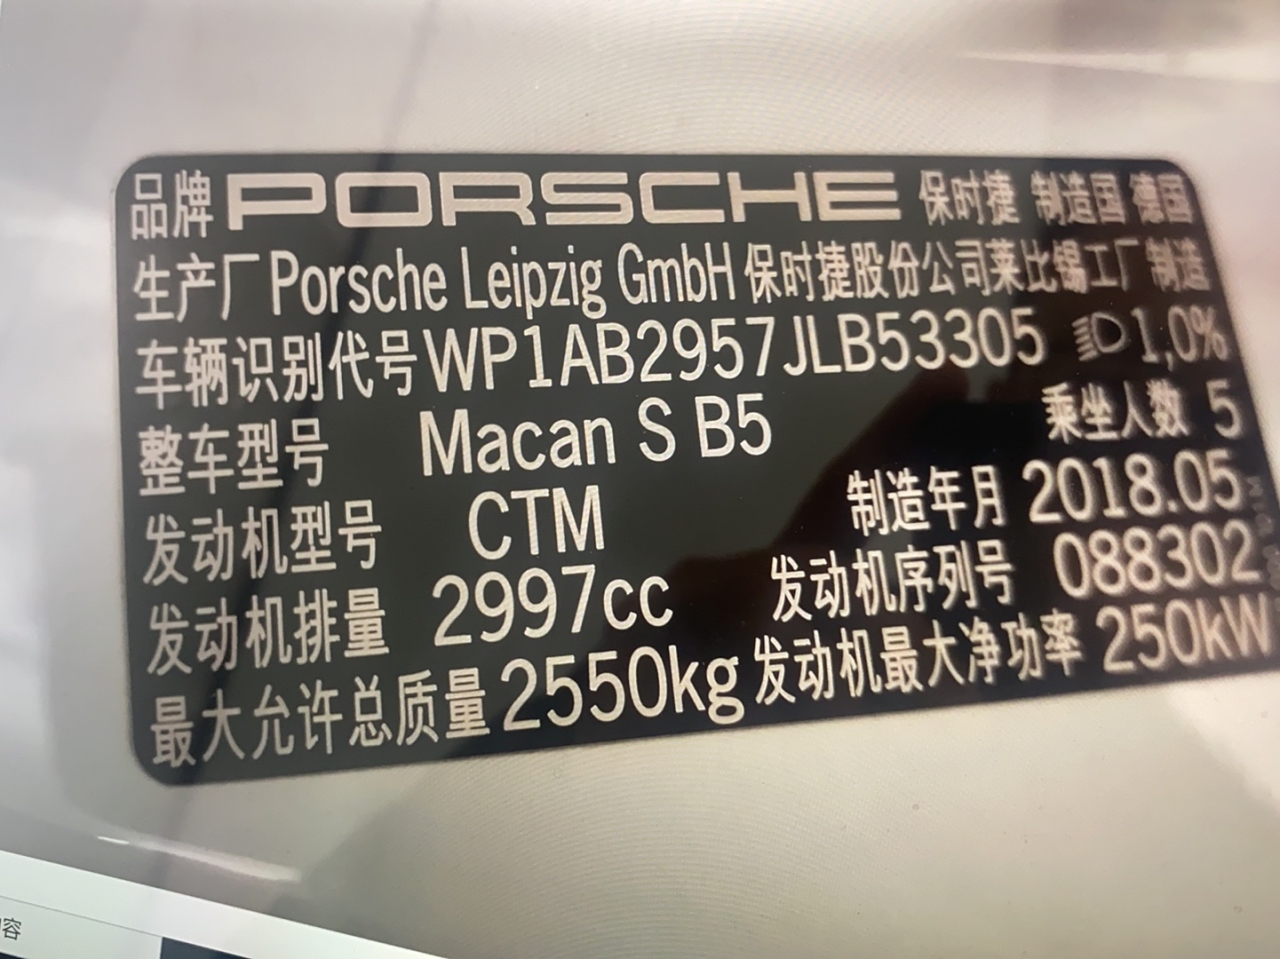 品牌 PORSCHE 保时捷 制造国 德国
生产厂 Porsche Leipzig GmbH 保时捷股份公司莱比锡工厂 制造
车辆识别代号 WP1AB2957JLB53305 1,0%
整车型号 Macan S B5 乘坐人数 5
发动机型号 CTM 制造年月 2018.05
发动机排量 2997cc 发动机序列号 088302
最大允许总质量 2550kg 发动机最大净功率 250kW
容